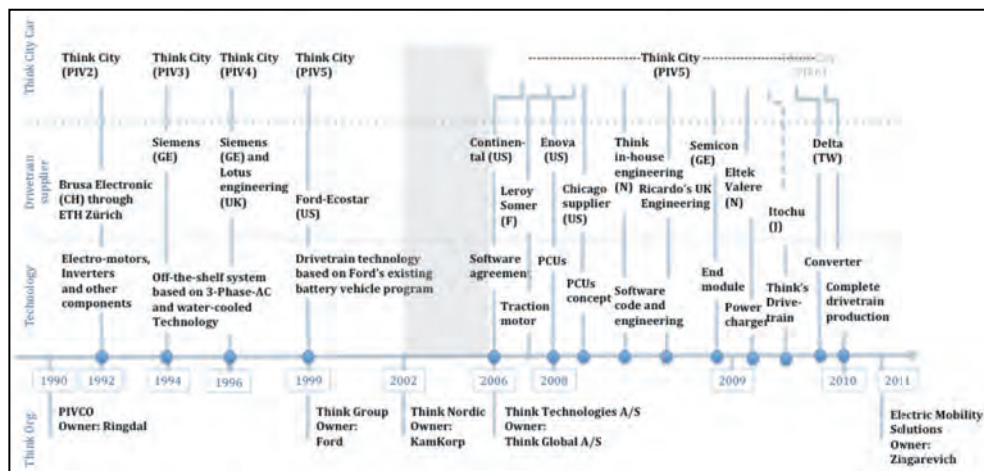 Think City Car
Think City
(PIV2)
Think City
(PIV3)
Think City
(PIV4)
Think City
(PIV5)
Think City
(PIV5)
Think City
Drivetrain
supplier
Brusa Electronic
(CH) through
ETH Zürich
Siemens
(GE)
Siemens
(GE) and
Lotus
engineering
(UK)
Ford-Ecostar
(US)
Continen-
tal (US)
Leroy
Somer
(F)
Enova
(US)
Chicago
supplier
(US)
Think
in-house
engineering
(N)
Ricardo's UK
Engineering
Semicon
(GE)
Eltek
Valere
(N)
Itochu
(J)
Delta
(TW)
Technology
Electro-motors,
Inverters
and other
components
Off-the-shelf system
based on 3-Phase-AC
and water-cooled
Technology
Drivetrain technology
based on Ford's existing
battery vehicle program
Software
agreemen
Traction
motor
PCUs
PCUs
concept
Software
code and
engineering
End
module
Power
charger
Think's
Drive-
train
Converter
Complete
drivetrain
production
1990
1992
1994
1996
1999
2002
2006
2008
2009
2010
2011
Think Org.
PIVCO
Owner: Ringdal
Think Group
Owner:
Ford
Think Nordic
Owner:
KamKorp
Think Technologies A/S
Owner:
Think Global A/S
Electric Mobility
Solutions
Owner:
Ziagarevich